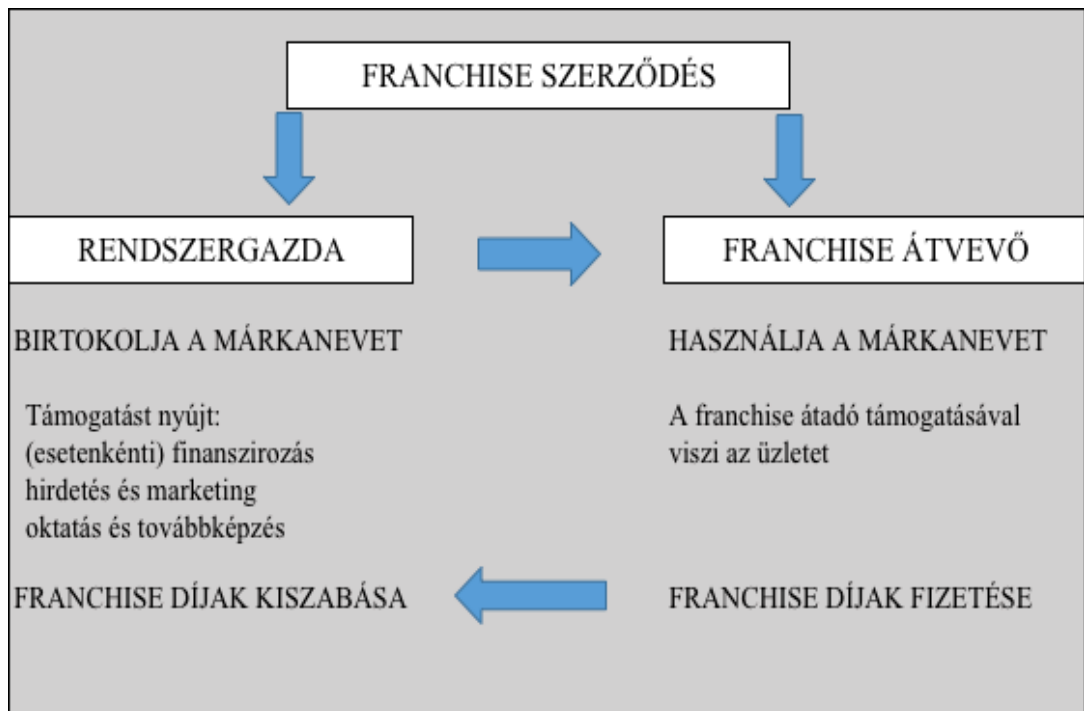 FRANCHISE SZERZŐDÉS
RENDSZERGAZDA
FRANCHISE ÁTVEVŐ
BIRTOKOLJA A MÁRKANEVET
HASZNÁLJA A MÁRKANEVET
Támogatást nyújt:
(esetenkénti) finanszirozás
hirdetés és marketing
oktatás és továbbképzés
A franchise átadó támogatásával
viszi az üzletet
FRANCHISE DÍJAK KISZABÁSA
FRANCHISE DÍJAK FIZETÉSE